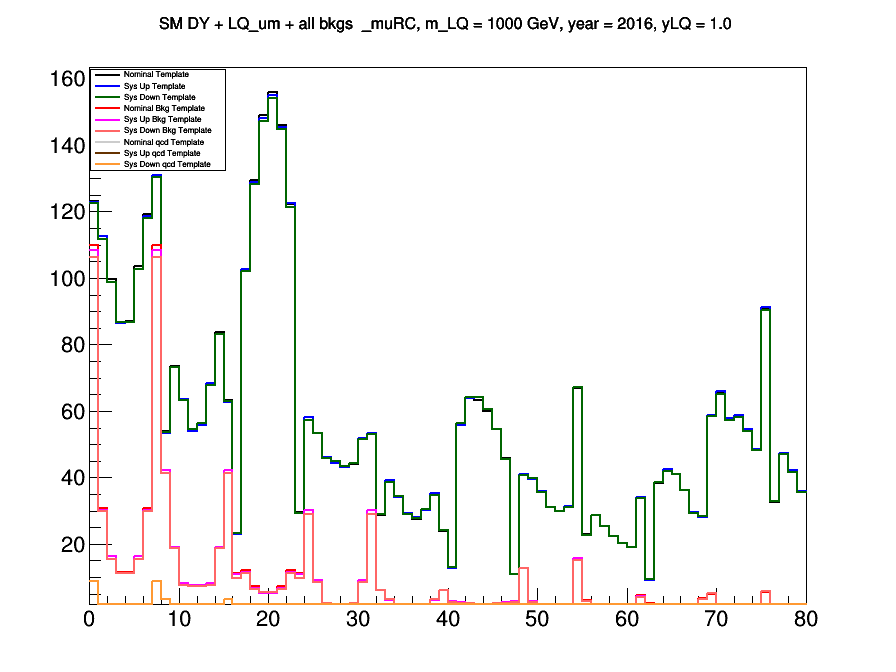 SM DY + LQ_um + all bkgs _muRC, m_LQ = 1000 GeV, year = 2016, yLQ = 1.0
Nominal Template
Sys Up Template
Sys Down Template
Nominal Bkg Template
Sys Up Bkg Template
Sys Down Bkg Template
Nominal qcd Template
Sys Up qcd Template
Sys Down qcd Template
160
140
120
100
80
60
40
20
0 10 20 30 40 50 60 70 80